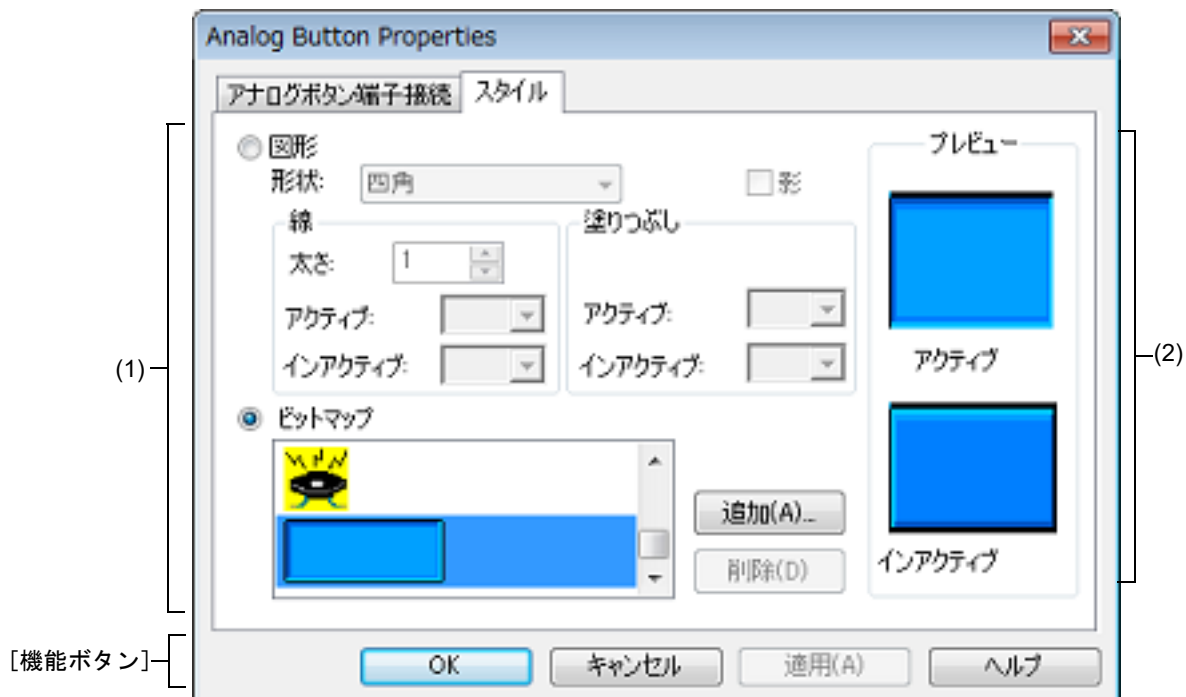 Analog Button Properties
アナログボタン端子接続 スタイル
図形
形状: 四角 影
線 塗りつぶし
太さ: 1
アクティブ: アクティブ:
インアクティブ: インアクティブ:
ビットマップ
追加(A)...
削除(D)
プレビュー
アクティブ
インアクティブ
(1)
(2)
[機能ボタン]
OK キャンセル 適用(A) ヘルプ